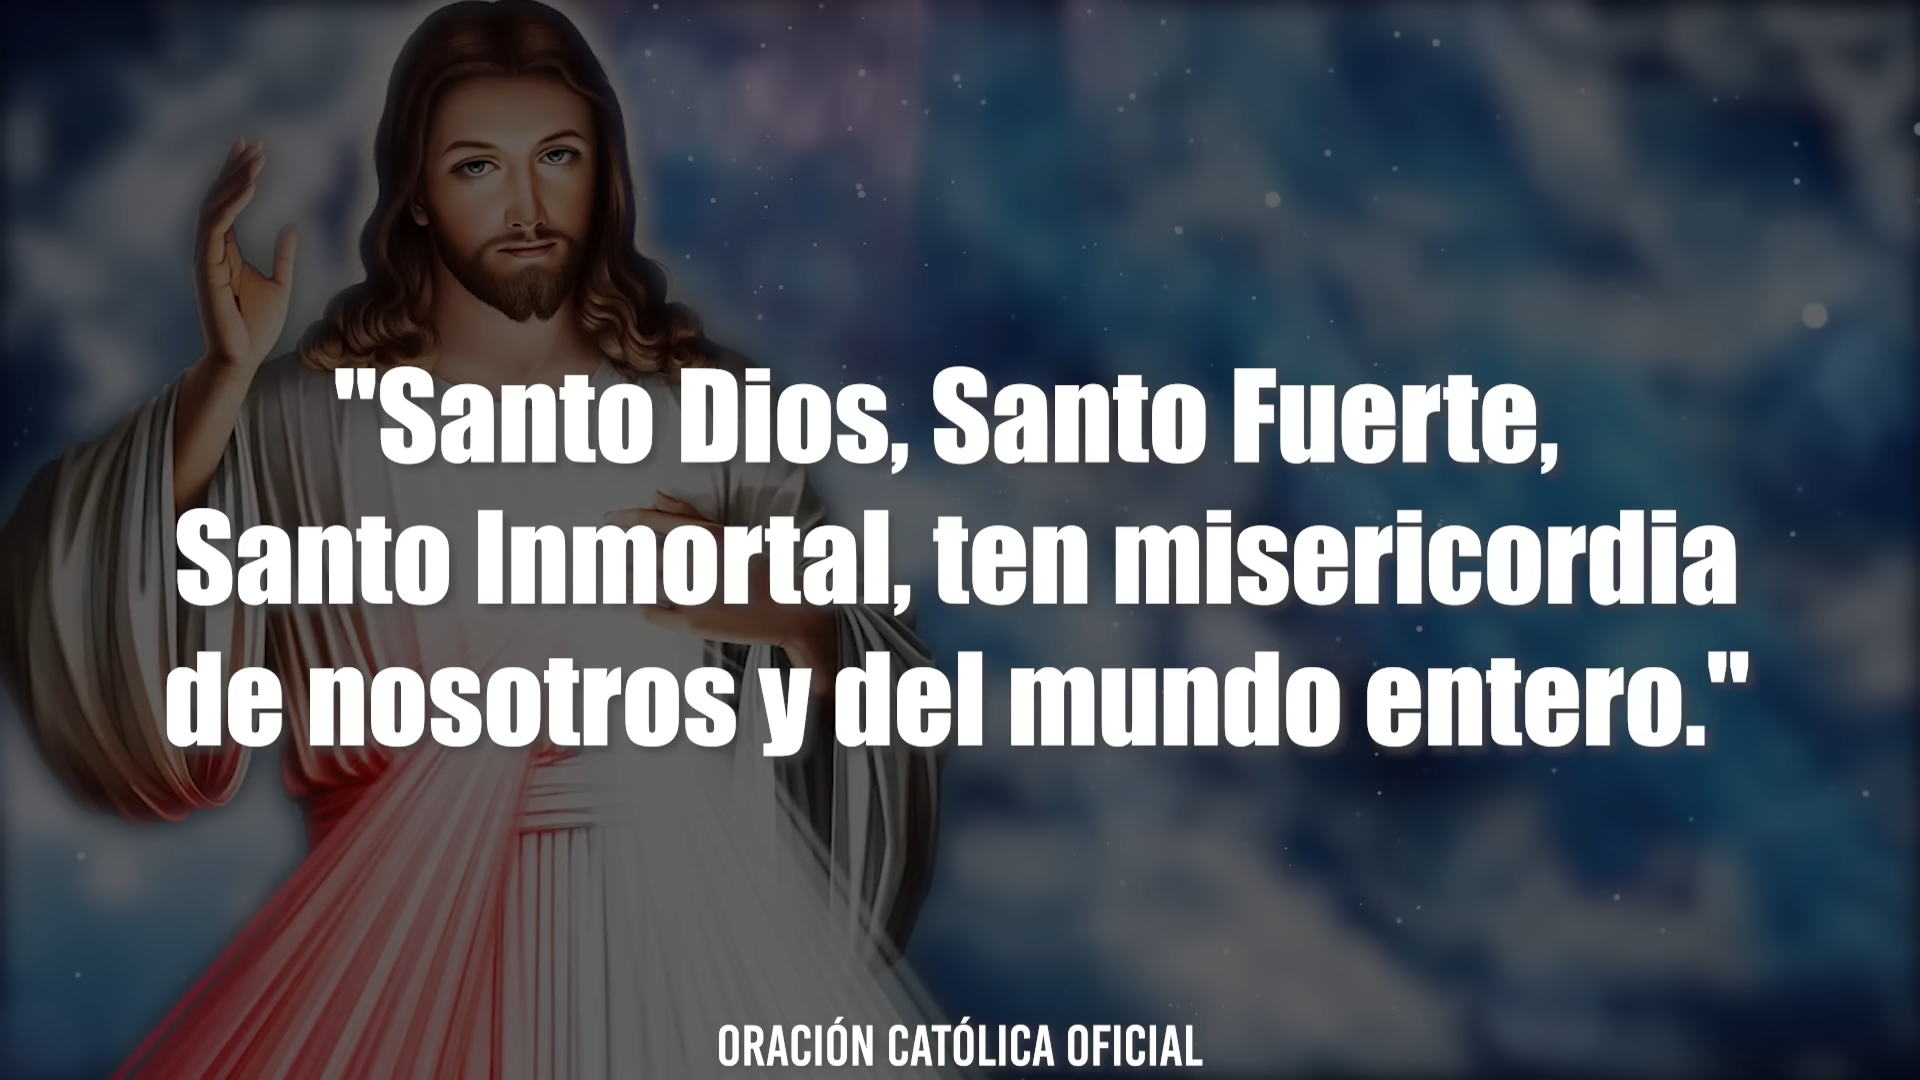 "Santo Dios, Santo Fuerte,
Santo Inmortal, ten misericordia
de nosotros y del mundo entero."
ORACIÓN CATÓLICA OFICIAL